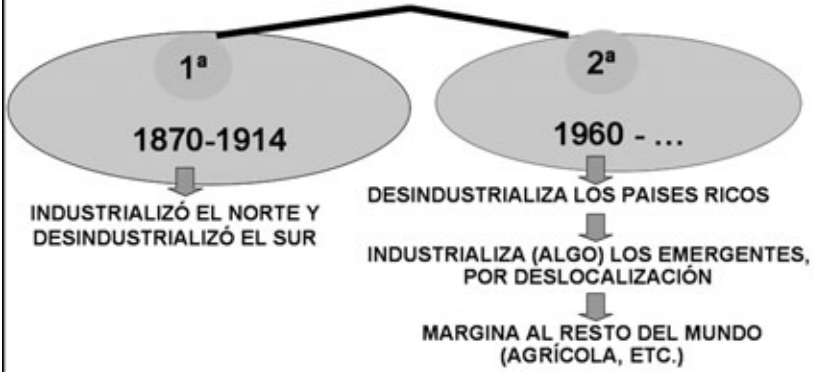 1ª
1870-1914
INDUSTRIALIZÓ EL NORTE Y
DESINDUSTRIALIZÓ EL SUR
2ª
1960 - ...
DESINDUSTRIALIZA LOS PAISES RICOS
INDUSTRIALIZA (ALGO) LOS EMERGENTES,
POR DESLOCALIZACIÓN
MARGINA AL RESTO DEL MUNDO
(AGRÍCOLA, ETC.)